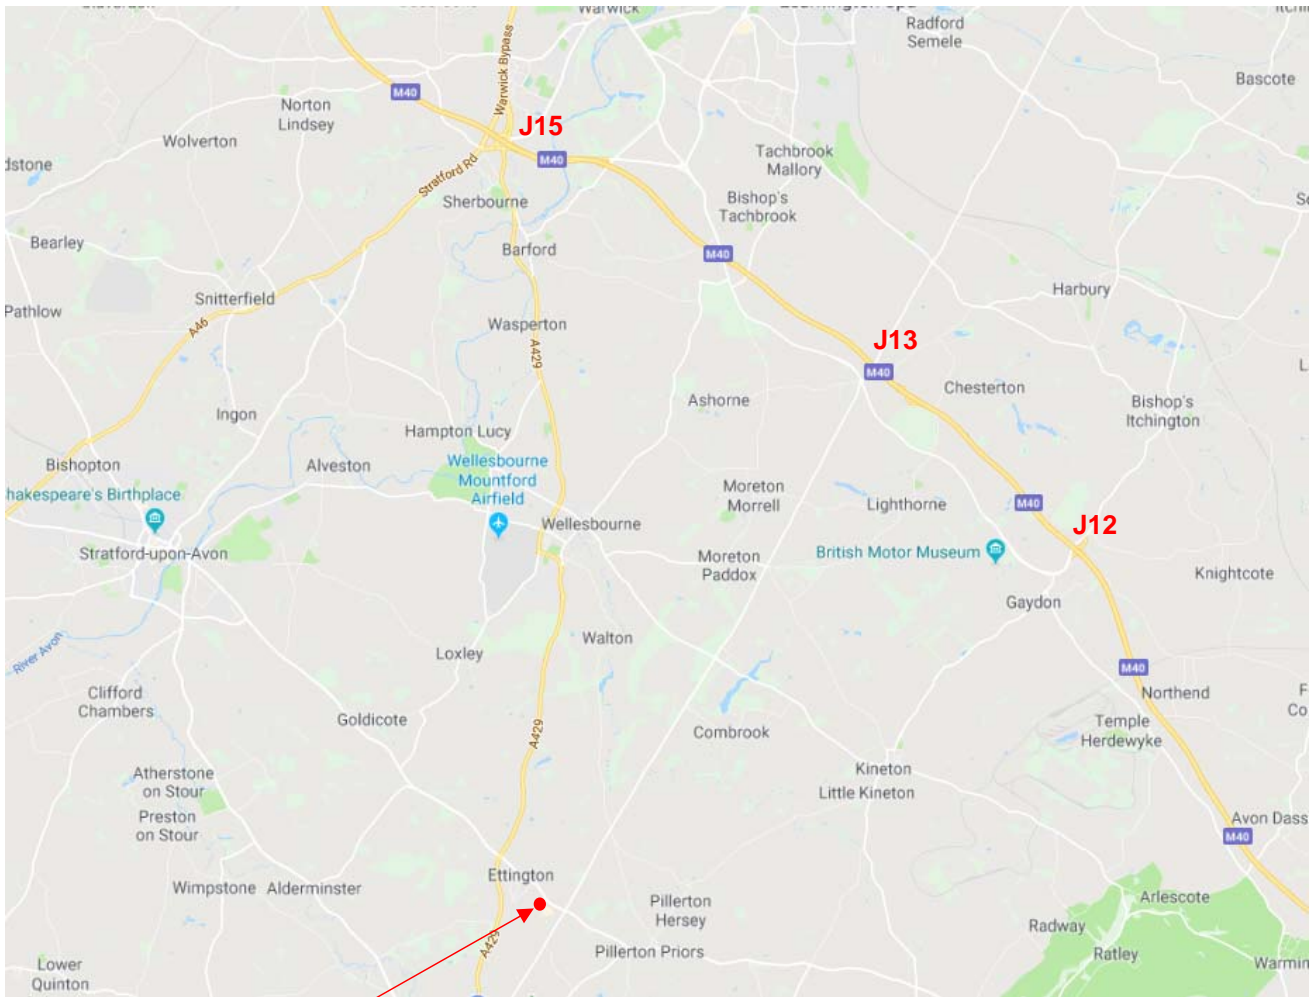 Warwick
Radford
Semele
Bascote
M40
Warwick Bypass
Norton
Lindsey
J15
Wolverton
M40
Tachbrook
Mallory
Stratford Rd
Sherbourne
Bishop's
Tachbrook
Bearley
Barford
M40
Snitterfield
Harbury
Pathlow
A46
Wasperton
A429
J13
M40
Chesterton
Ashorne
Bishop's
Itchington
Ingon
Hampton Lucy
Bishopton
Alveston
Wellesbourne
Mountford
Airfield
hakespeare's Birthplace
Moreton
Morrell
Lighthorne
M40
J12
Wellesbourne
Stratford-upon-Avon
Moreton
Paddox
British Motor Museum
Knightcote
Gaydon
River Avon
Walton
Loxley
M40
Clifford
Chambers
Northend
Goldicote
A429
Combrook
Temple
Herdewyke
Atherstone
on Stour
Kineton
Little Kineton
Preston
on Stour
Avon Dass
M40
Ettington
Wimpstone
Alderminster
Pillerton
Hersey
Arlescote
Radway
A429
Pillerton Priors
Ratley
Lower
Quinton
Warmin